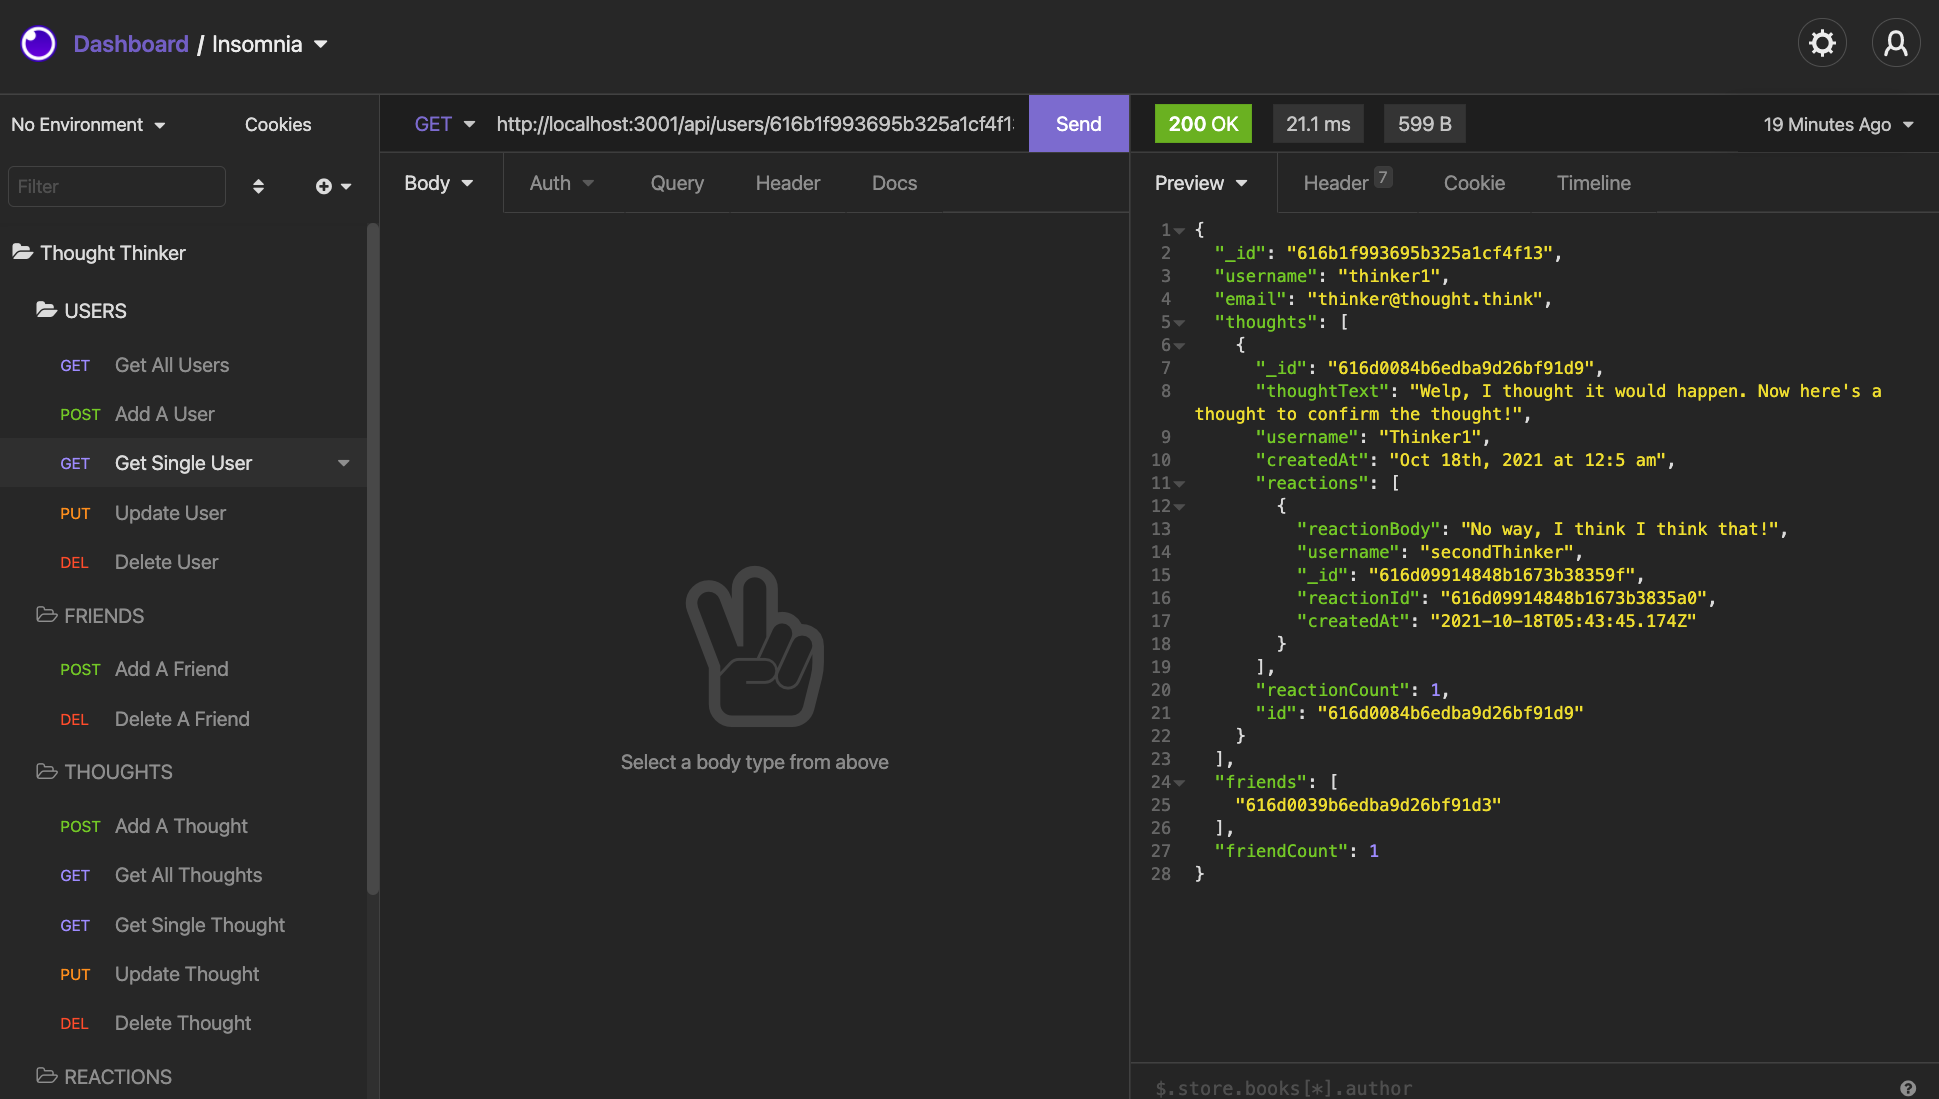 Dashboard / Insomnia
No Environment Cookies
Filter
Thought Thinker
USERS
GET Get All Users
POST Add A User
GET Get Single User
PUT Update User
DEL Delete User
FRIENDS
POST Add A Friend
DEL Delete A Friend
THOUGHTS
POST Add A Thought
GET Get All Thoughts
GET Get Single Thought
PUT Update Thought
DEL Delete Thought
REACTIONS
GET http://localhost:3001/api/users/616b1f993695b325a1cf4f1 Send
Body Auth Query Header Docs
Select a body type from above
200 OK 21.1 ms 599 B 19 Minutes Ago
Preview Header 7 Cookie Timeline
1 {
2 "_id": "616b1f993695b325a1cf4f13",
3 "username": "thinker1",
4 "email": "thinker@thought.think",
5 "thoughts": [
6 {
7 "_id": "616d0084b6edba9d26bf91d9",
8 "thoughtText": "Welp, I thought it would happen. Now here's a
thought to confirm the thought!",
9 "username": "Thinker1",
10 "createdAt": "Oct 18th, 2021 at 12:5 am",
11 "reactions": [
12 {
13 "reactionBody": "No way, I think I think that!",
14 "username": "secondThinker",
15 "_id": "616d09914848b1673b38359f",
16 "reactionId": "616d09914848b1673b3835a0",
17 "createdAt": "2021-10-18T05:43:45.174Z"
18 }
19 ],
20 "reactionCount": 1,
21 "id": "616d0084b6edba9d26bf91d9"
22 }
23 ],
24 "friends": [
25 "616d0039b6edba9d26bf91d3"
26 ],
27 "friendCount": 1
28 }
$.store.books[*].author